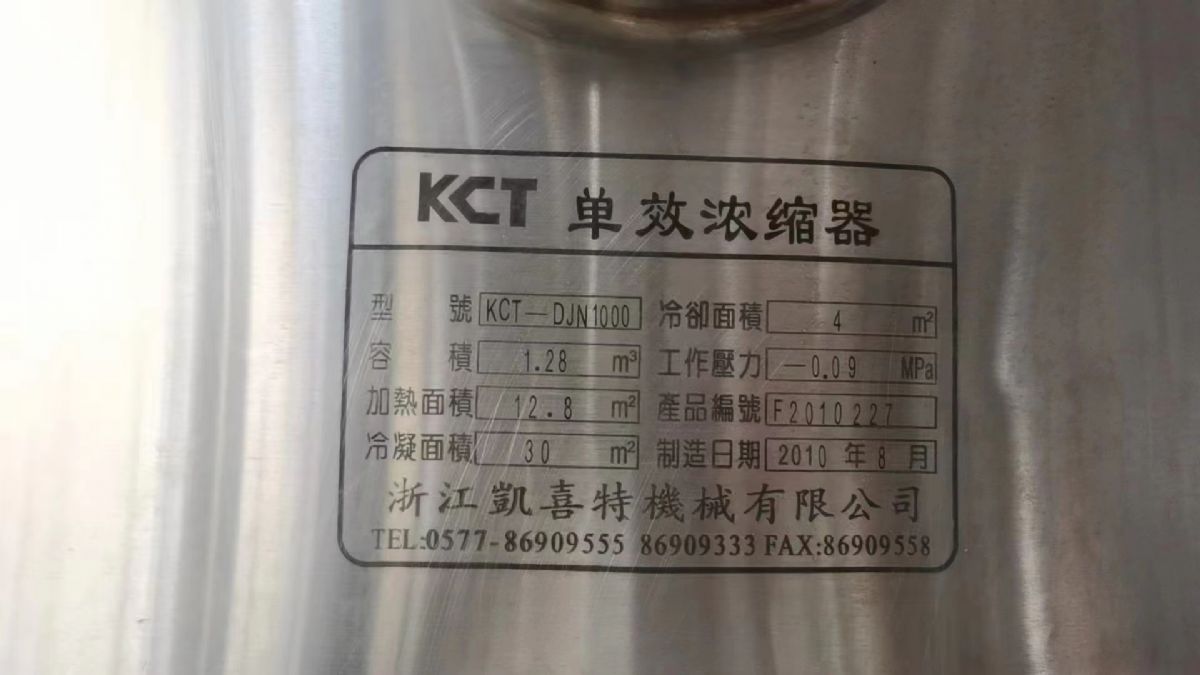 KCT 单效浓缩器
型號 KCT-DJN1000 冷卻面積 4 m²
容積 1.28 m³ 工作壓力 -0.09 MPa
加熱面積 12.8 m² 產品編號 F2010227
冷凝面積 30 m² 制造日期 2010 年 8 月
浙江凱喜特機械有限公司
TEL:0577-86909555 86909333 FAX:86909558